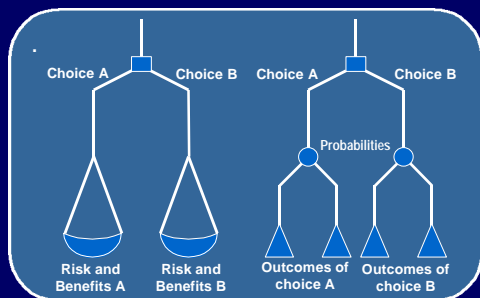 Choice A
Choice B
Risk and
Benefits A
Risk and
Benefits B
Choice A
Choice B
Probabilities
Outcomes of
choice A
Outcomes of
choice B